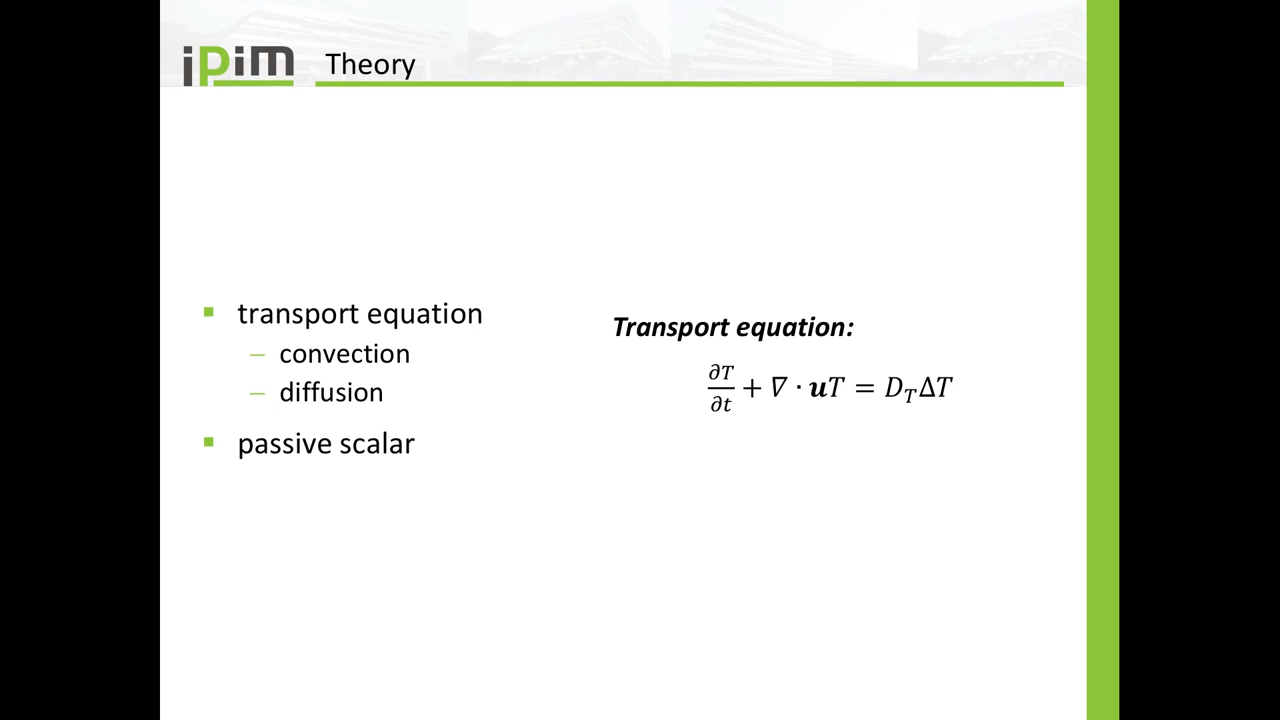 ipim
Theory
▪ transport equation
– convection
– diffusion
▪ passive scalar
Transport equation:
∂T/∂t + ∇ · uT = D_T ΔT